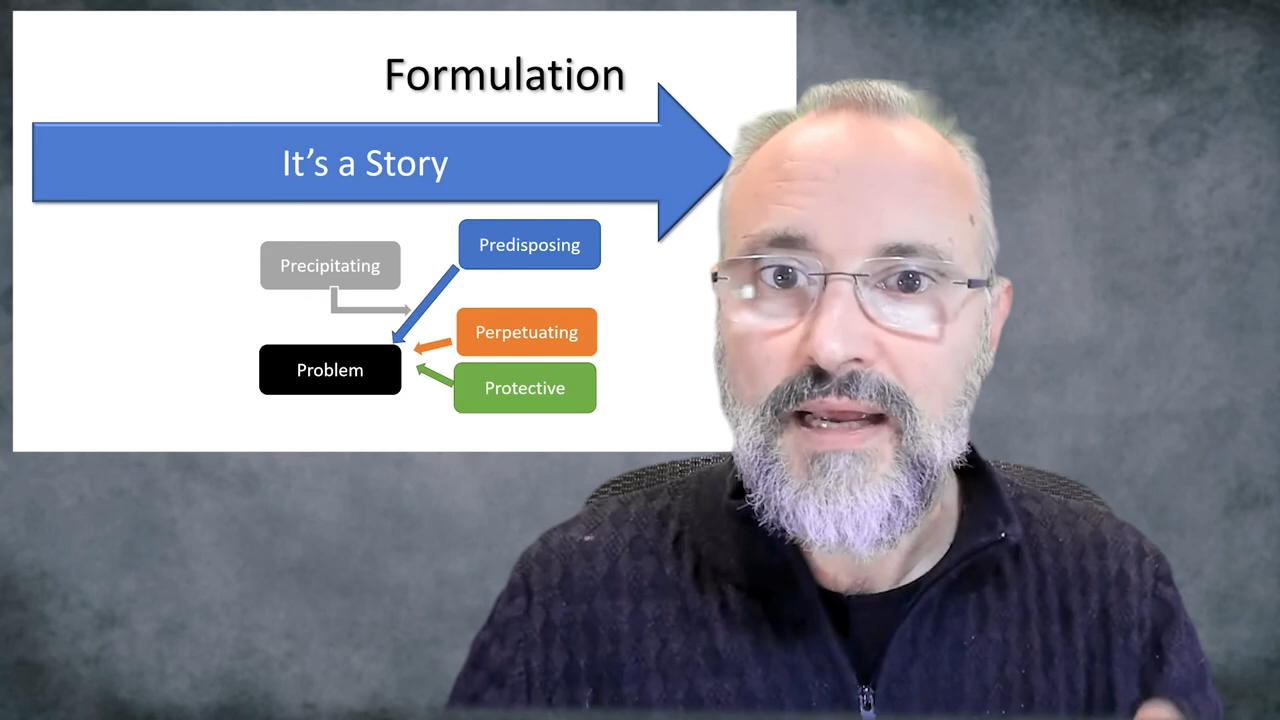 Formulation
It's a Story
Predisposing
Precipitating
Perpetuating
Problem
Protective